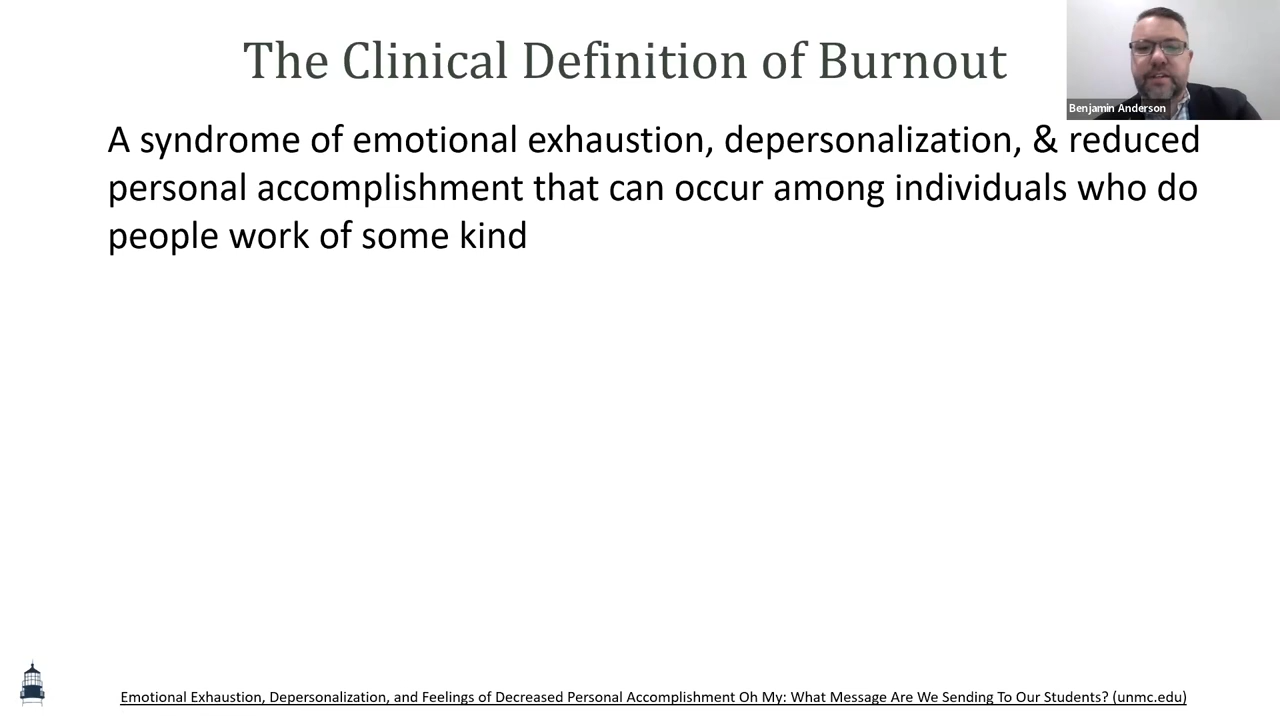 The Clinical Definition of Burnout
Benjamin Anderson
A syndrome of emotional exhaustion, depersonalization, & reduced
personal accomplishment that can occur among individuals who do
people work of some kind
Emotional Exhaustion, Depersonalization, and Feelings of Decreased Personal Accomplishment Oh My: What Message Are We Sending To Our Students? (unmc.edu)